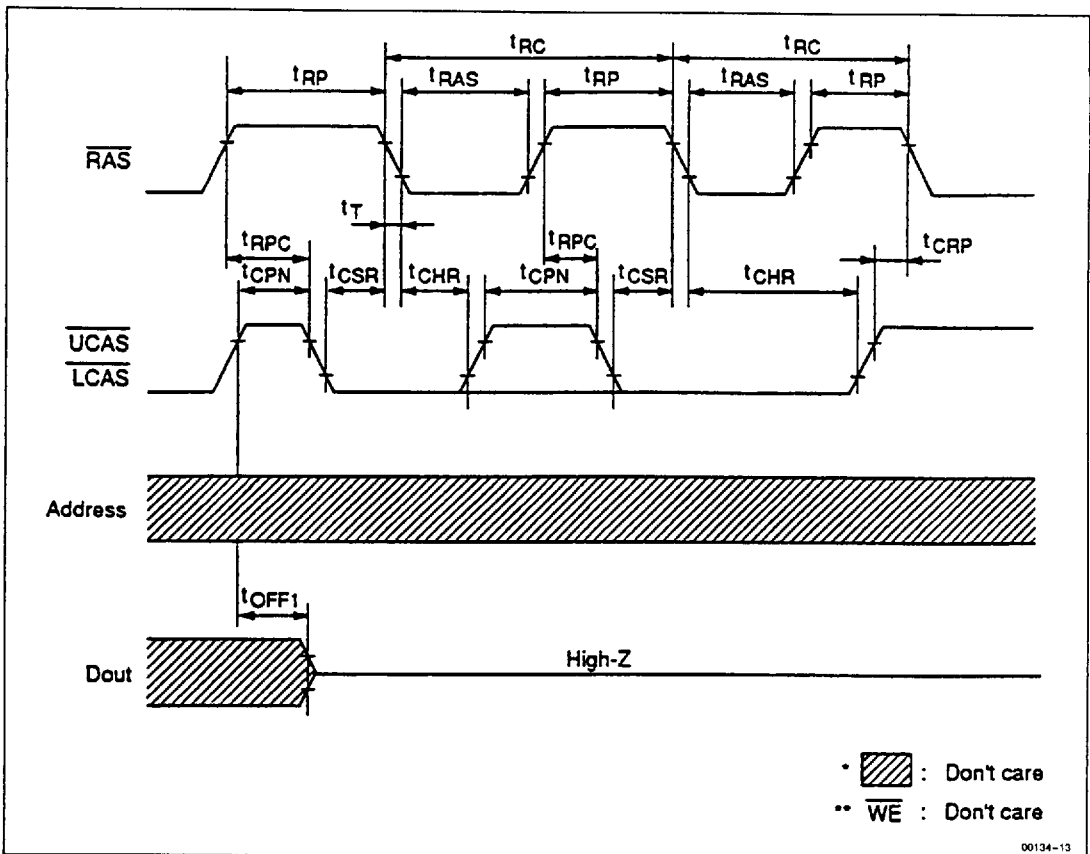 tRC tRC
tRP tRAS tRP tRAS tRP
RAS
tT
tRPC tRPC tCRP
tCPN tCSR tCHR tCPN tCSR tCHR
UCAS
LCAS
Address
tOFF1
Dout High-Z
* : Don't care
** WE : Don't care
00134-13